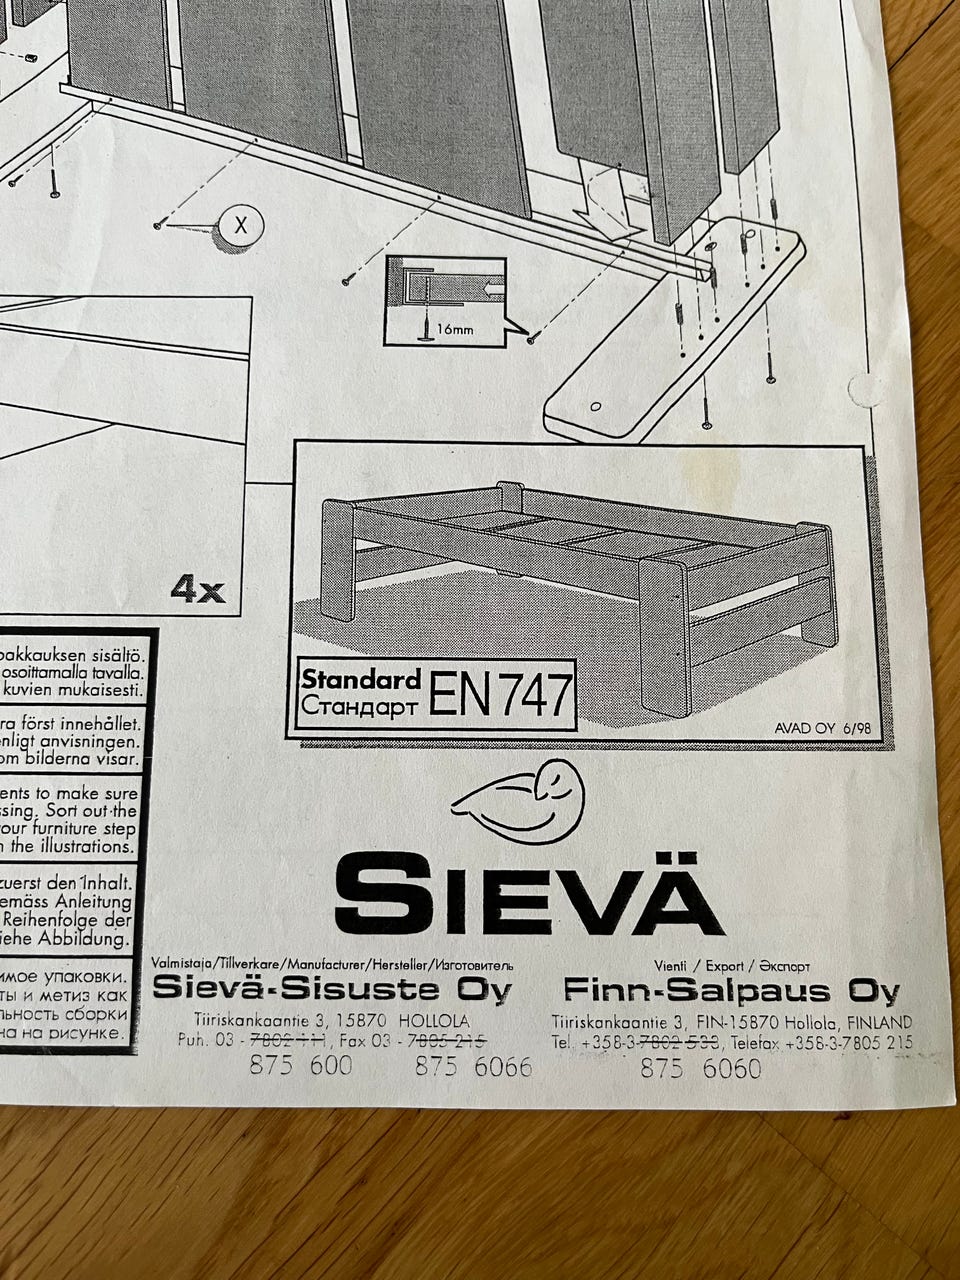 X
16mm
4x
Standard
Стандарт
EN 747
AVAD OY 6/98
pakkauksen sisältö.
osoittamalla tavalla.
kuvien mukaisesti.
ra först innehållet.
enligt anvisningen.
om bilderna visar.
ents to make sure
ssing. Sort out the
our furniture step
n the illustrations.
zuerst den Inhalt.
emäss Anleitung
Reihenfolge der
iehe Abbildung.
имое упаковки.
ты и метиз как
льность сборки
на на рисунке.
SIEVÄ
Valmistaja/Tillverkare/Manufacturer/Hersteller/Изготовитель
Sievä-Sisuste Oy
Tiiriskankaantie 3, 15870 HOLLOLA
Puh. 03 - 7802 111, Fax 03 - 7805 215
875 600 875 6066
Vienti / Export / Экспорт
Finn-Salpaus Oy
Tiiriskankaantie 3, FIN-15870 Hollola, FINLAND
Tel. +358-3-7802 533, Telefax +358-3-7805 215
875 6060